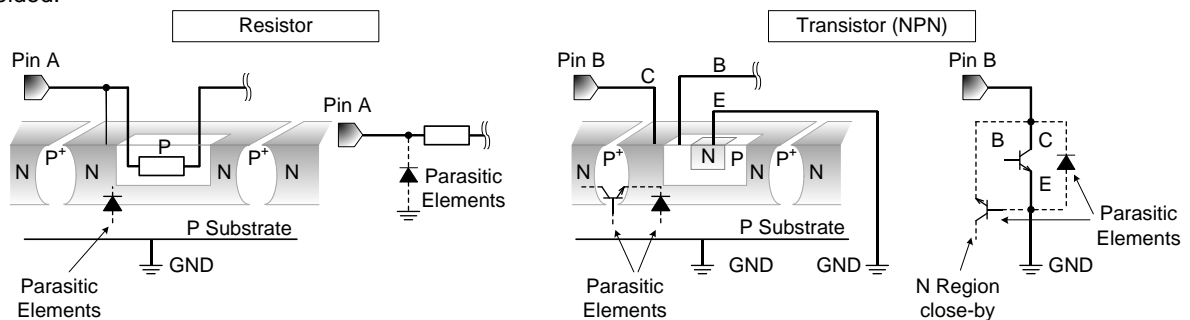 Resistor
Transistor (NPN)
Pin A
Pin A
N
P+
N
P
N
P+
N
Parasitic
Elements
P Substrate
GND
Parasitic
Elements
Pin B
C
B
E
N
P+
N
N
P
N
P+
N
P Substrate
GND
GND
Parasitic
Elements
Pin B
B
C
E
Parasitic
Elements
GND
N Region
close-by